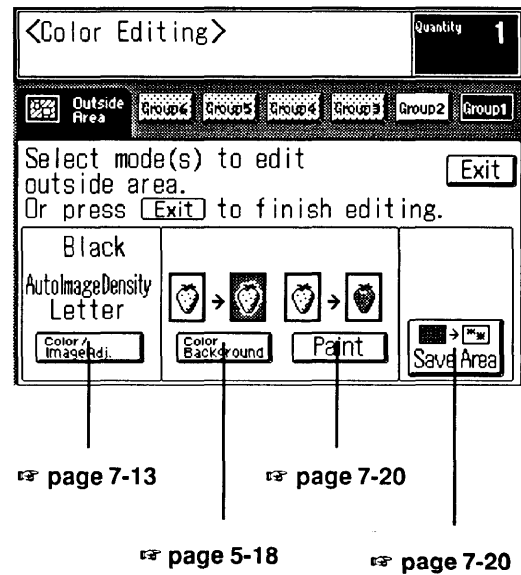 <Color Editing>
Quantity 1
Outside Area Group6 Group5 Group4 Group3 Group2 Group1
Select mode(s) to edit
outside area.
Exit
Or press Exit to finish editing.
Black
AutoImageDensity
Letter
Color / ImageAdj.
Color Background
Paint
Save Area
☞ page 7-13
☞ page 7-20
☞ page 5-18
☞ page 7-20